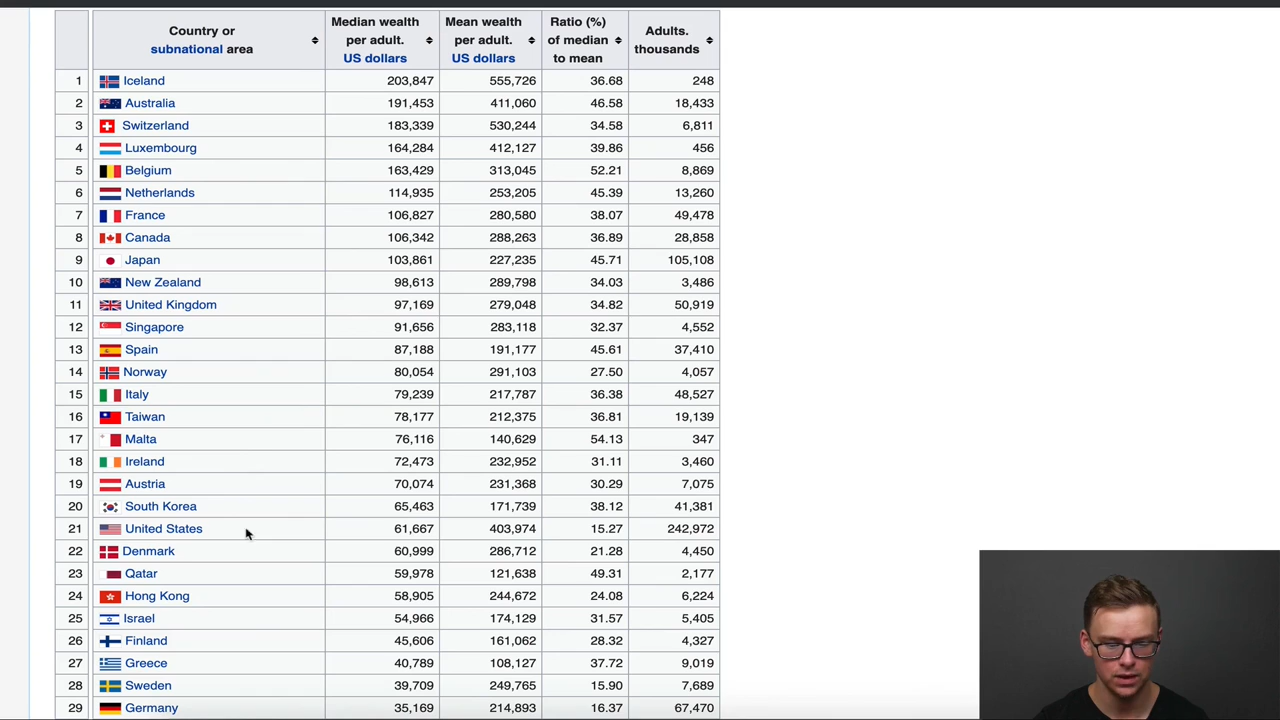 Country or
subnational area
Median wealth
per adult.
US dollars
Mean wealth
per adult.
US dollars
Ratio (%)
of median
to mean
Adults.
thousands
1 Iceland 203,847 555,726 36.68 248
2 Australia 191,453 411,060 46.58 18,433
3 Switzerland 183,339 530,244 34.58 6,811
4 Luxembourg 164,284 412,127 39.86 456
5 Belgium 163,429 313,045 52.21 8,869
6 Netherlands 114,935 253,205 45.39 13,260
7 France 106,827 280,580 38.07 49,478
8 Canada 106,342 288,263 36.89 28,858
9 Japan 103,861 227,235 45.71 105,108
10 New Zealand 98,613 289,798 34.03 3,486
11 United Kingdom 97,169 279,048 34.82 50,919
12 Singapore 91,656 283,118 32.37 4,552
13 Spain 87,188 191,177 45.61 37,410
14 Norway 80,054 291,103 27.50 4,057
15 Italy 79,239 217,787 36.38 48,527
16 Taiwan 78,177 212,375 36.81 19,139
17 Malta 76,116 140,629 54.13 347
18 Ireland 72,473 232,952 31.11 3,460
19 Austria 70,074 231,368 30.29 7,075
20 South Korea 65,463 171,739 38.12 41,381
21 United States 61,667 403,974 15.27 242,972
22 Denmark 60,999 286,712 21.28 4,450
23 Qatar 59,978 121,638 49.31 2,177
24 Hong Kong 58,905 244,672 24.08 6,224
25 Israel 54,966 174,129 31.57 5,405
26 Finland 45,606 161,062 28.32 4,327
27 Greece 40,789 108,127 37.72 9,019
28 Sweden 39,709 249,765 15.90 7,689
29 Germany 35,169 214,893 16.37 67,470